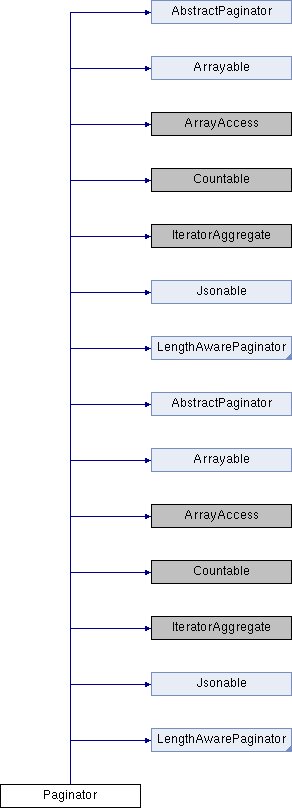 AbstractPaginator
Arrayable
ArrayAccess
Countable
IteratorAggregate
Jsonable
LengthAwarePaginator
AbstractPaginator
Arrayable
ArrayAccess
Countable
IteratorAggregate
Jsonable
LengthAwarePaginator
Paginator